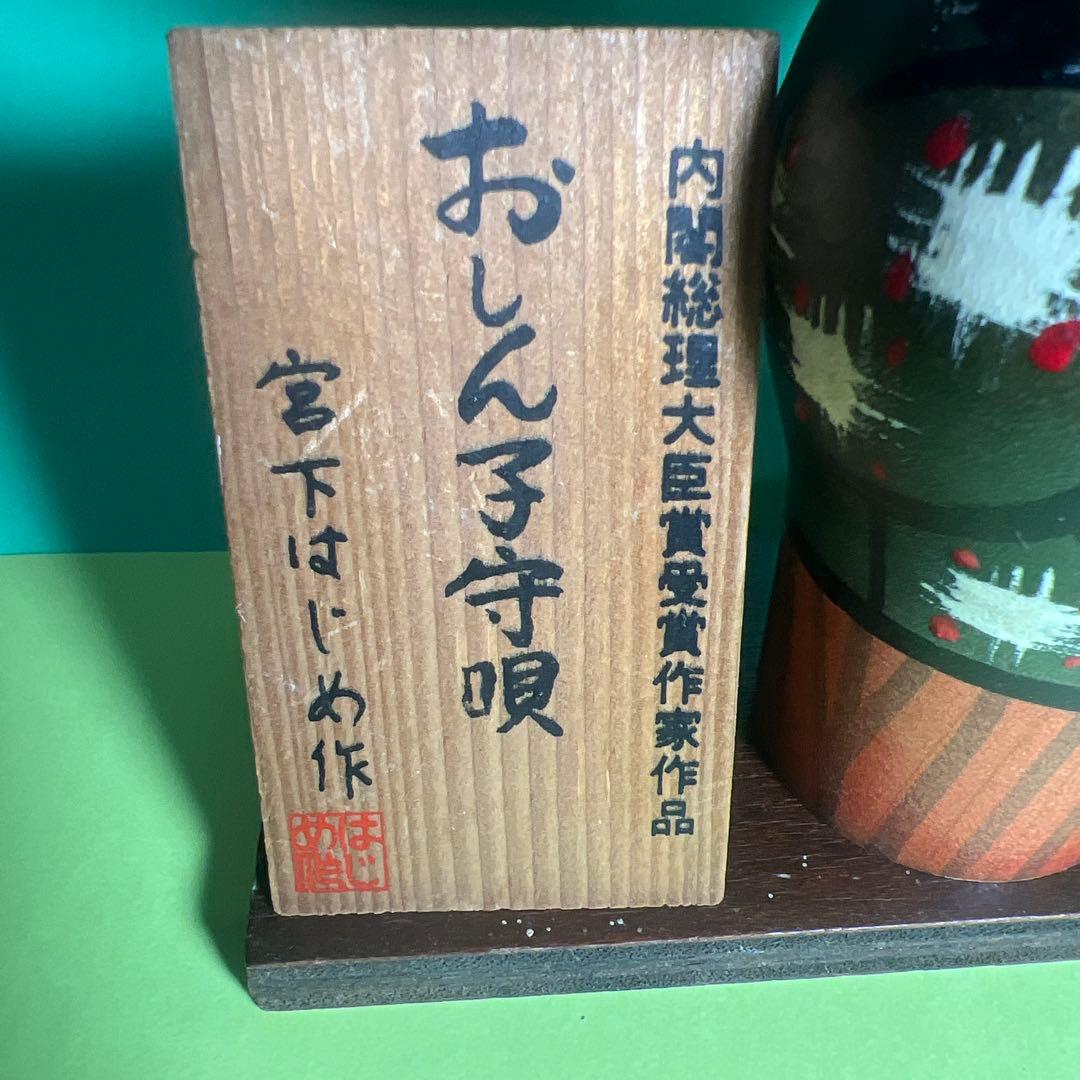 内閣総理大臣賞受賞作家作品
おしん子守唄
宮下はじめ作
はじ
め作